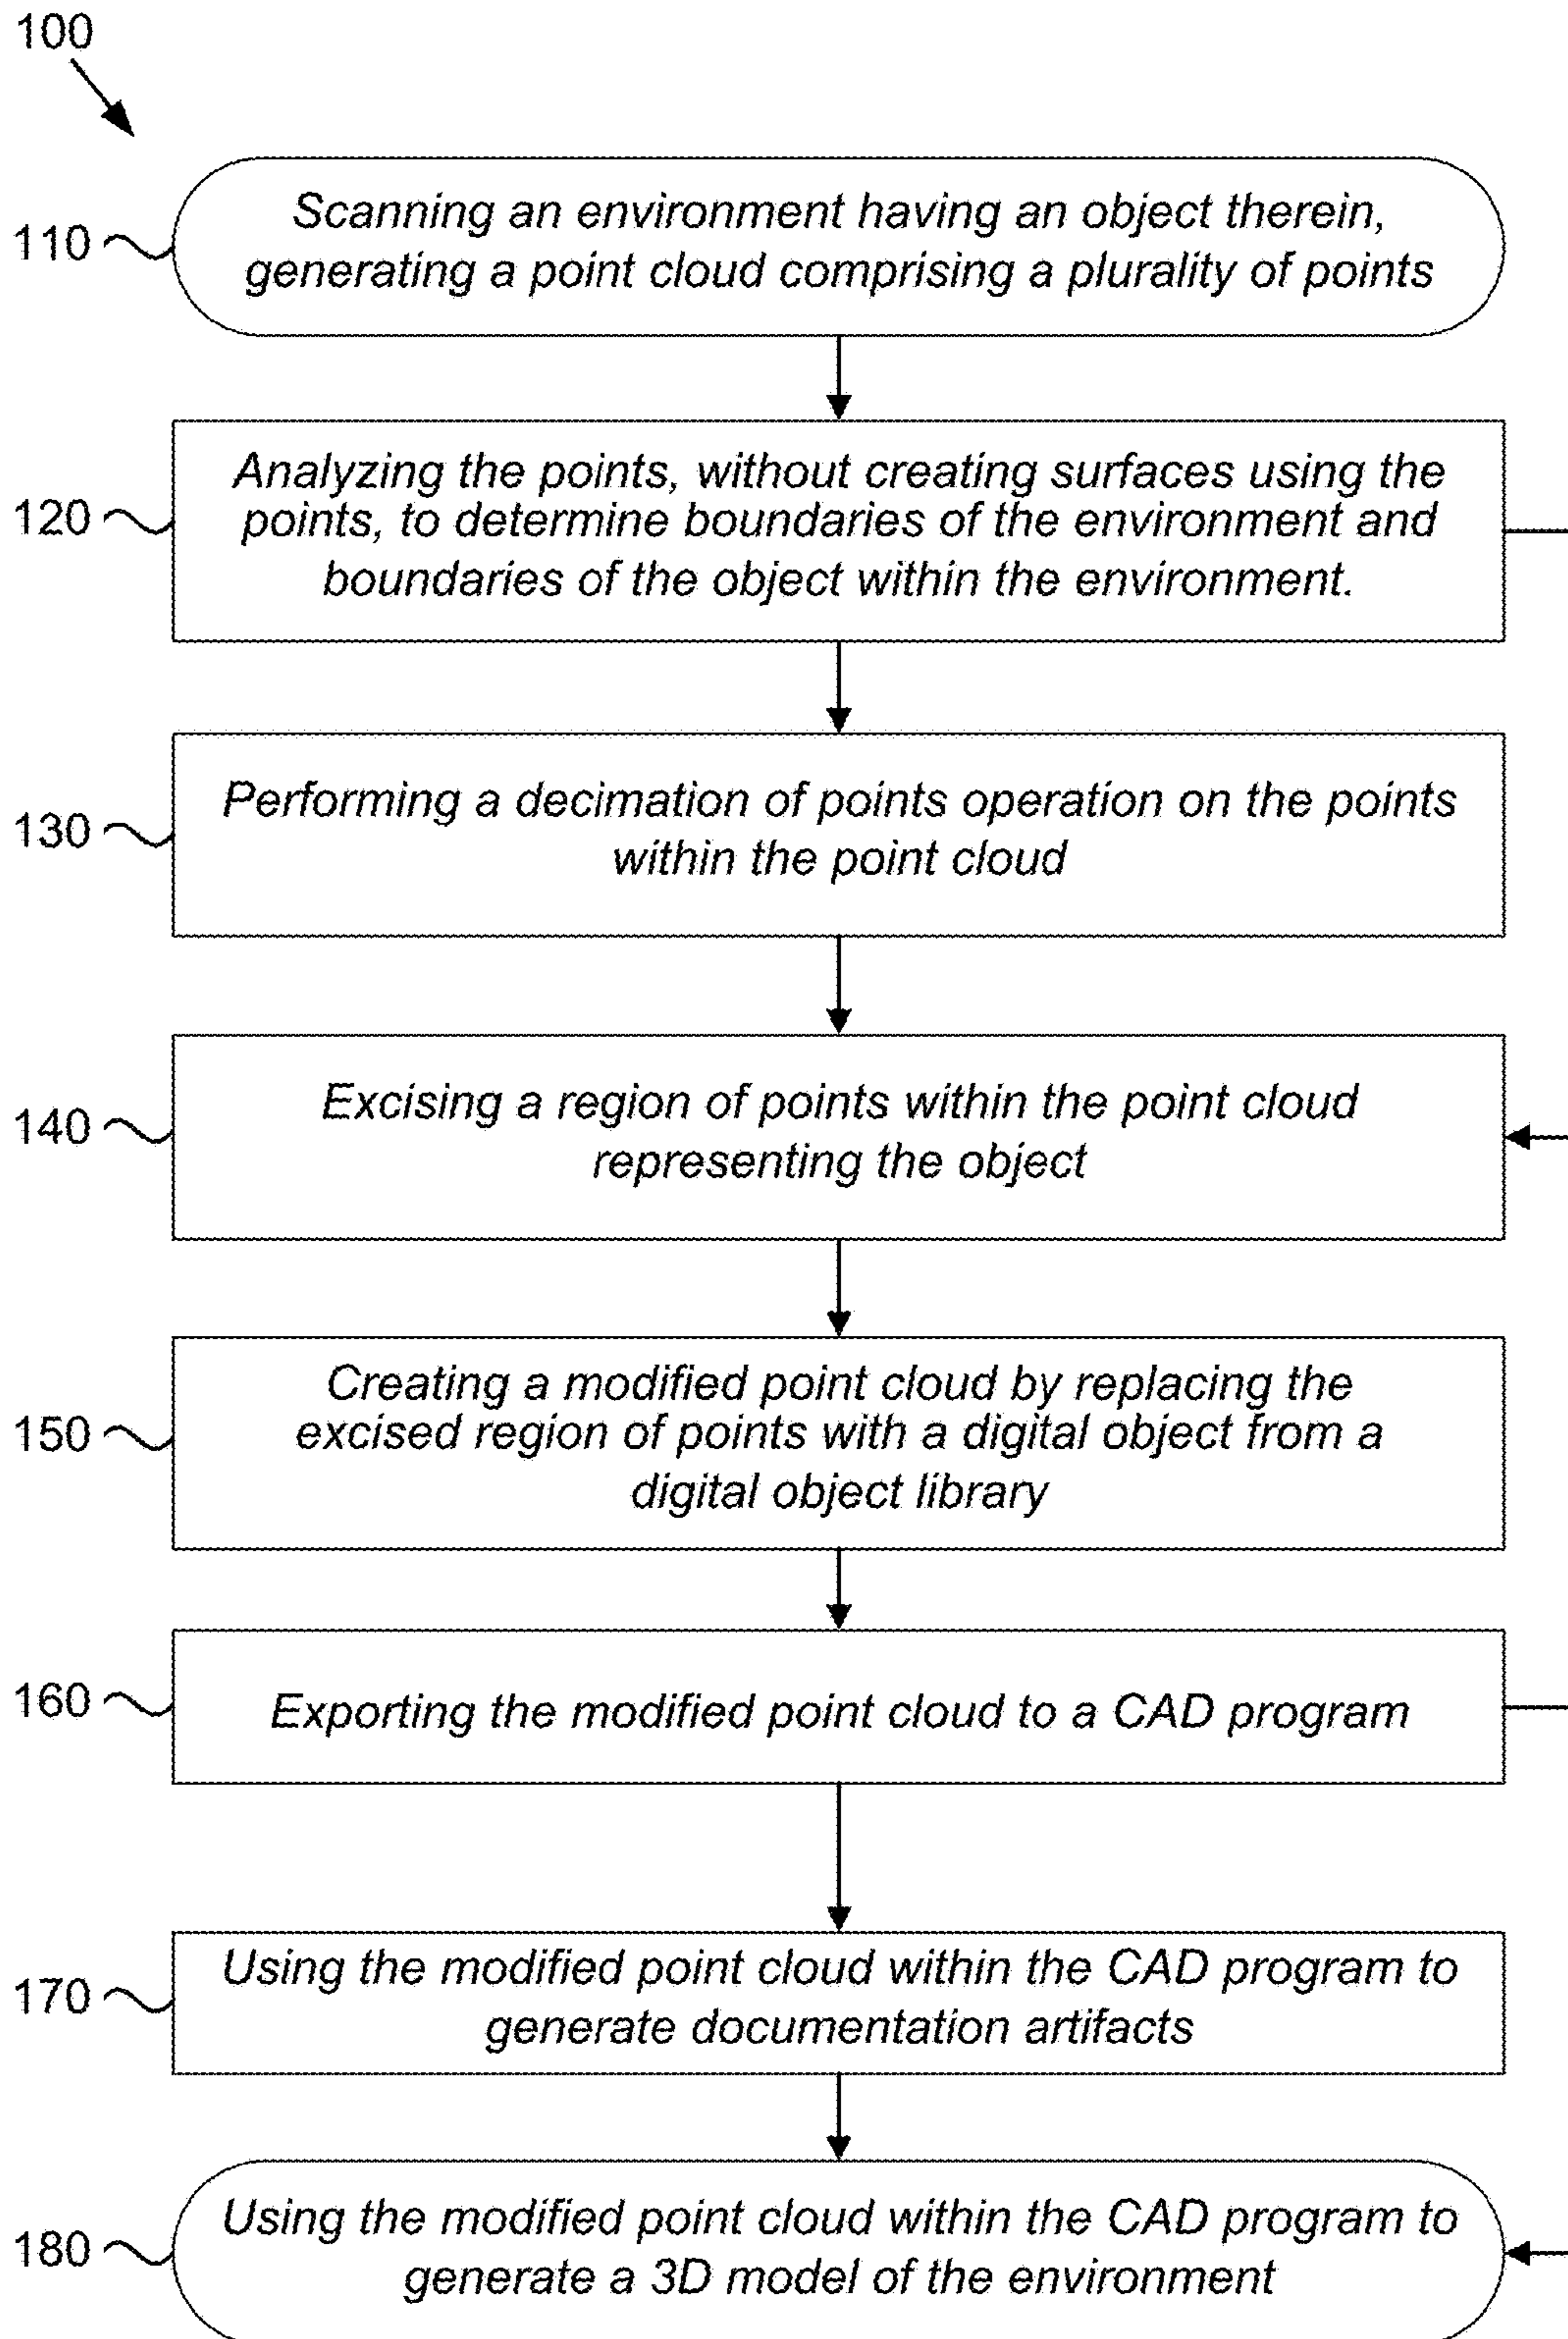 100
110
Scanning an environment having an object therein,
generating a point cloud comprising a plurality of points
120
Analyzing the points, without creating surfaces using the
points, to determine boundaries of the environment and
boundaries of the object within the environment.
130
Performing a decimation of points operation on the points
within the point cloud
140
Excising a region of points within the point cloud
representing the object
150
Creating a modified point cloud by replacing the
excised region of points with a digital object from a
digital object library
160
Exporting the modified point cloud to a CAD program
170
Using the modified point cloud within the CAD program to
generate documentation artifacts
180
Using the modified point cloud within the CAD program to
generate a 3D model of the environment